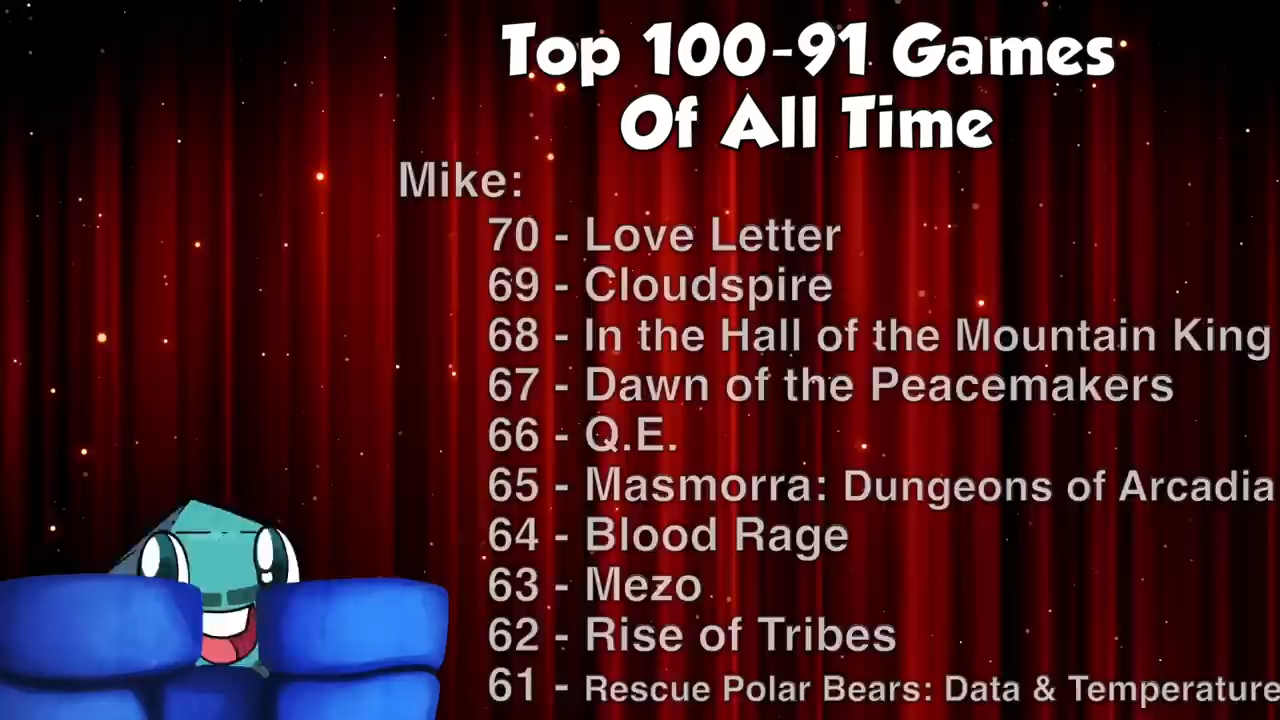 Top 100-91 Games
Of All Time
Mike:
70 - Love Letter
69 - Cloudspire
68 - In the Hall of the Mountain King
67 - Dawn of the Peacemakers
66 - Q.E.
65 - Masmorra: Dungeons of Arcadia
64 - Blood Rage
63 - Mezo
62 - Rise of Tribes
61 - Rescue Polar Bears: Data & Temperature